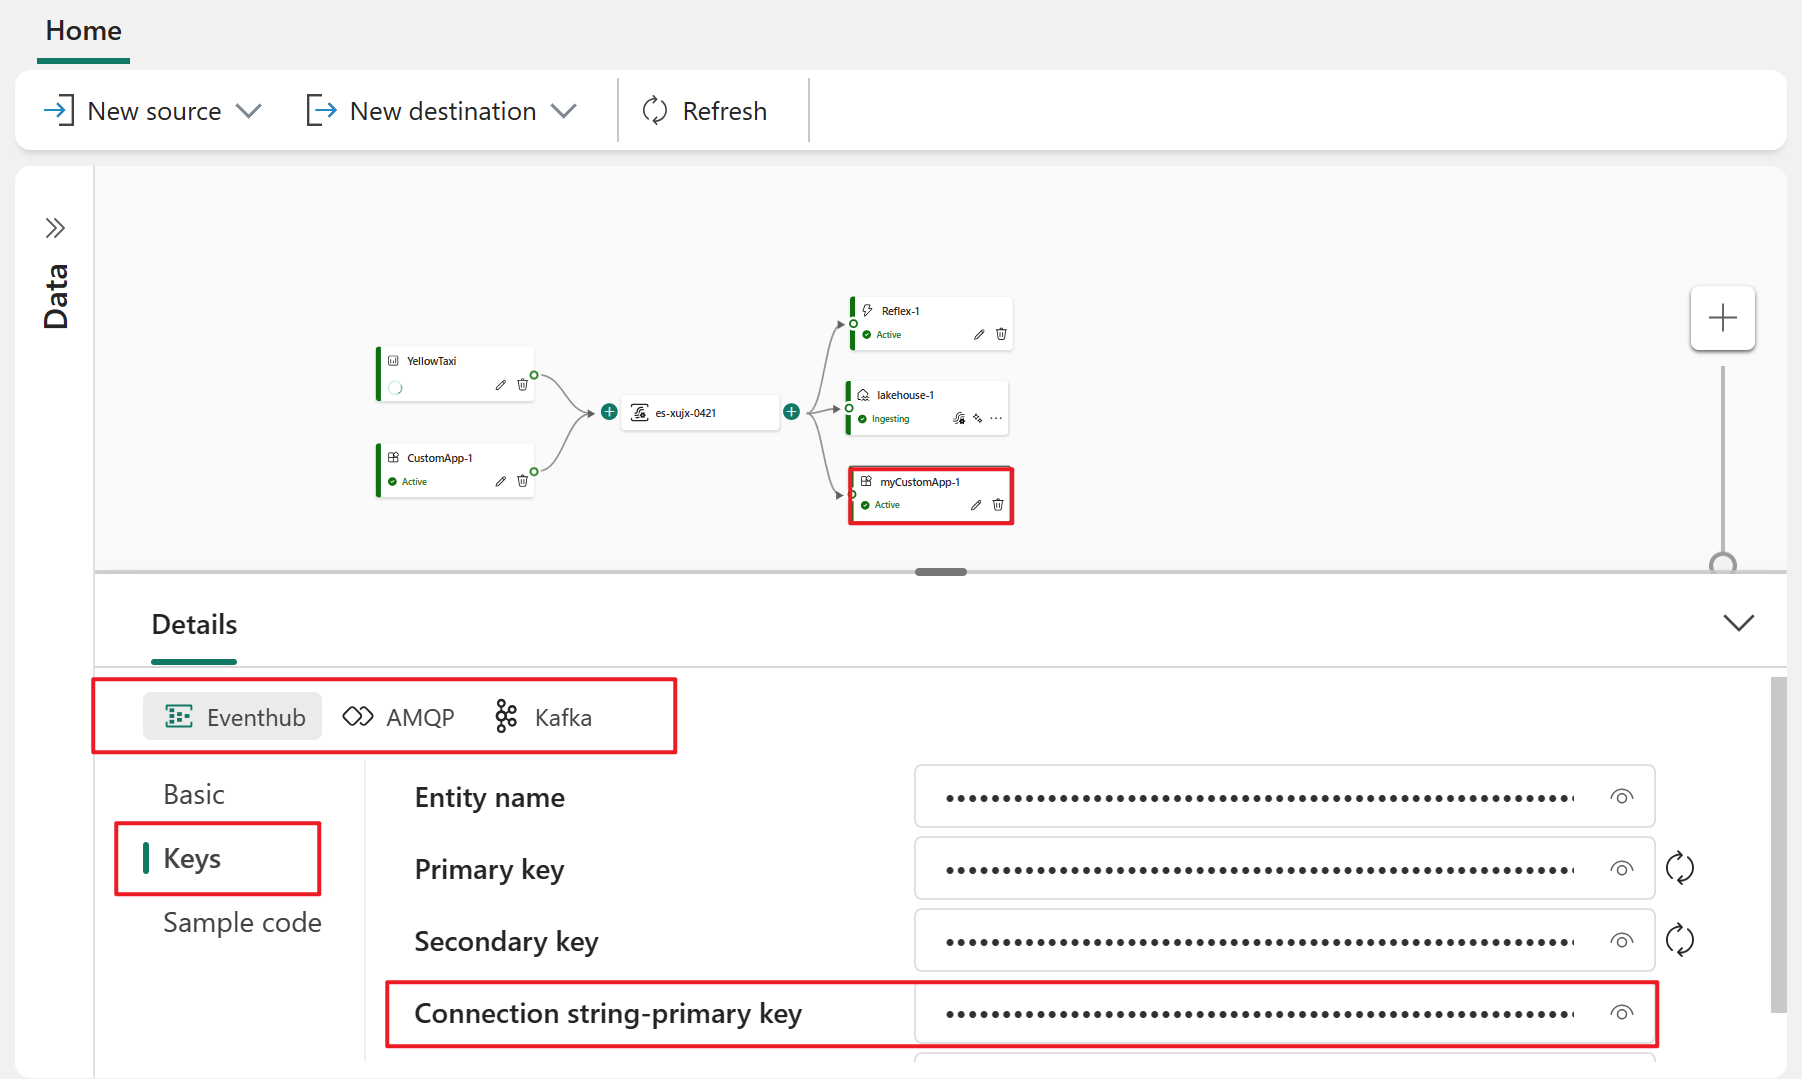 Home
New source
New destination
Refresh
Data
Reflex-1
Active
YellowTaxi
lakehouse-1
Ingesting
es-xujx-0421
CustomApp-1
Active
myCustomApp-1
Active
Details
Eventhub
AMQP
Kafka
Basic
Keys
Sample code
Entity name
Primary key
Secondary key
Connection string-primary key